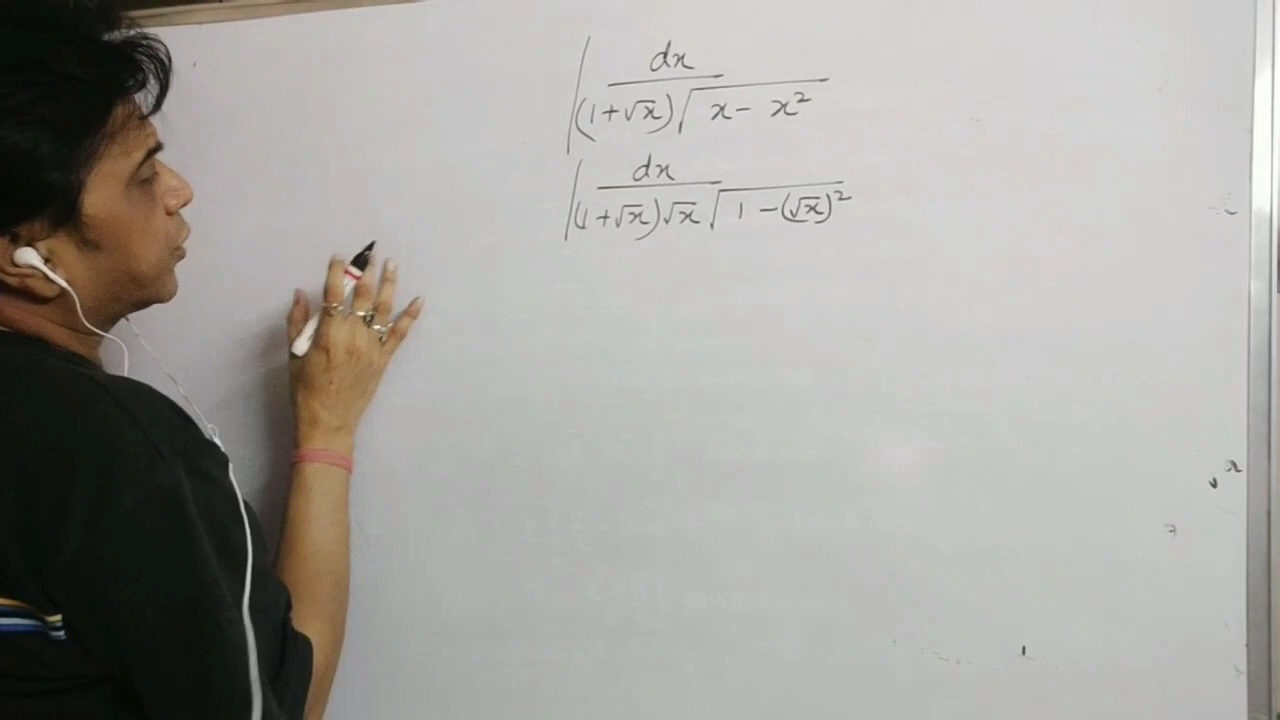 ∫ dx / (1+√x)√(x - x²)
∫ dx / (1+√x)√x √(1 - (√x)²)